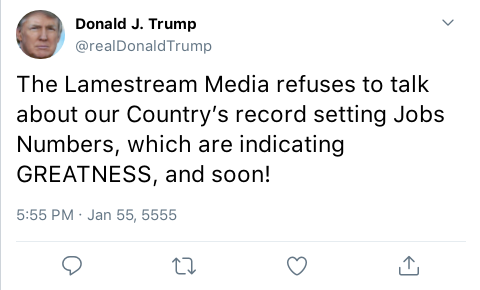 Donald J. Trump
@realDonaldTrump
The Lamestream Media refuses to talk
about our Country’s record setting Jobs
Numbers, which are indicating
GREATNESS, and soon!
5:55 PM · Jan 55, 5555